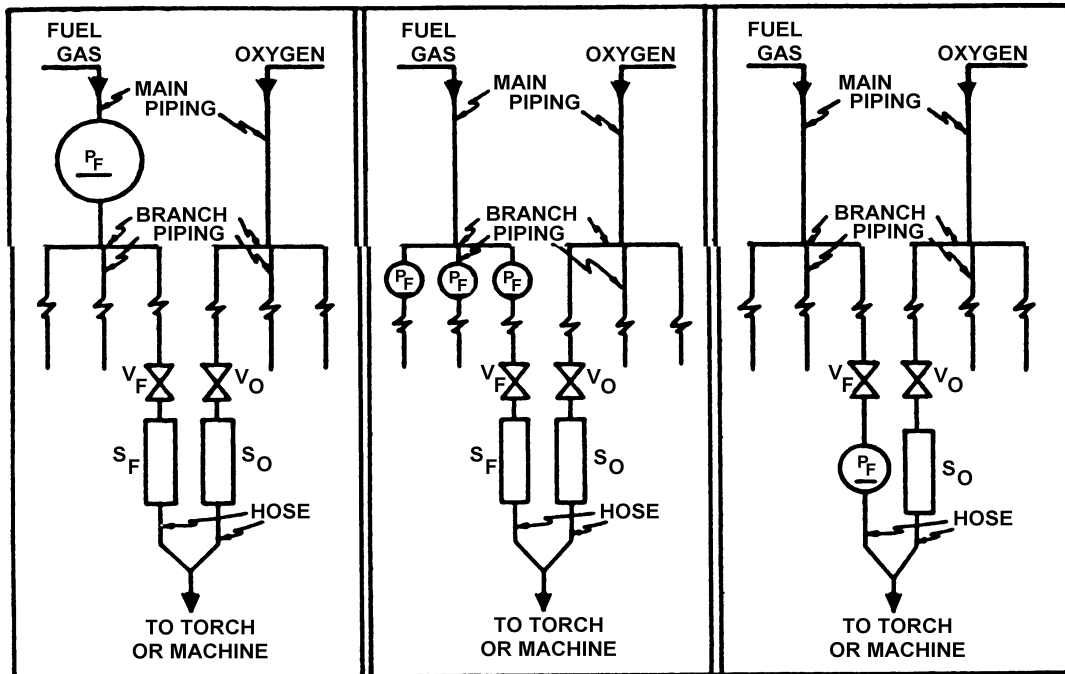 FUEL
GAS
OXYGEN
MAIN
PIPING
PF
BRANCH
PIPING
VF
VO
SF
SO
HOSE
TO TORCH
OR MACHINE
FUEL
GAS
OXYGEN
MAIN
PIPING
BRANCH
PIPING
PF
PF
PF
VF
VO
SF
SO
HOSE
TO TORCH
OR MACHINE
FUEL
GAS
OXYGEN
MAIN
PIPING
BRANCH
PIPING
VF
VO
PF
SO
HOSE
TO TORCH
OR MACHINE